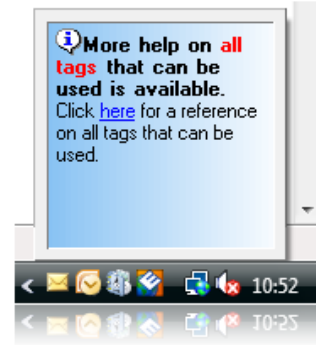 More help on all
tags that can be
used is available.
Click here for a reference
on all tags that can be
used.
10:52